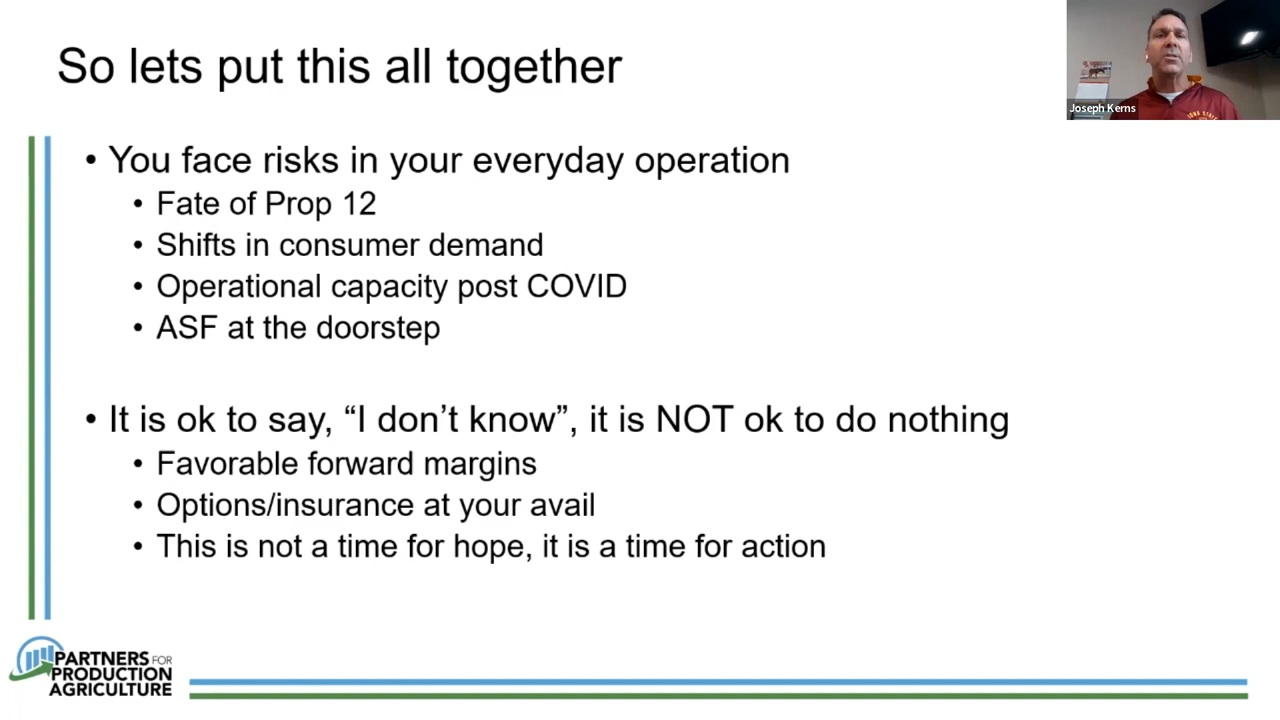 So lets put this all together
Joseph Kerns
IOWA STATE
• You face risks in your everyday operation
• Fate of Prop 12
• Shifts in consumer demand
• Operational capacity post COVID
• ASF at the doorstep
• It is ok to say, “I don’t know”, it is NOT ok to do nothing
• Favorable forward margins
• Options/insurance at your avail
• This is not a time for hope, it is a time for action
PARTNERS FOR
PRODUCTION
AGRICULTURE